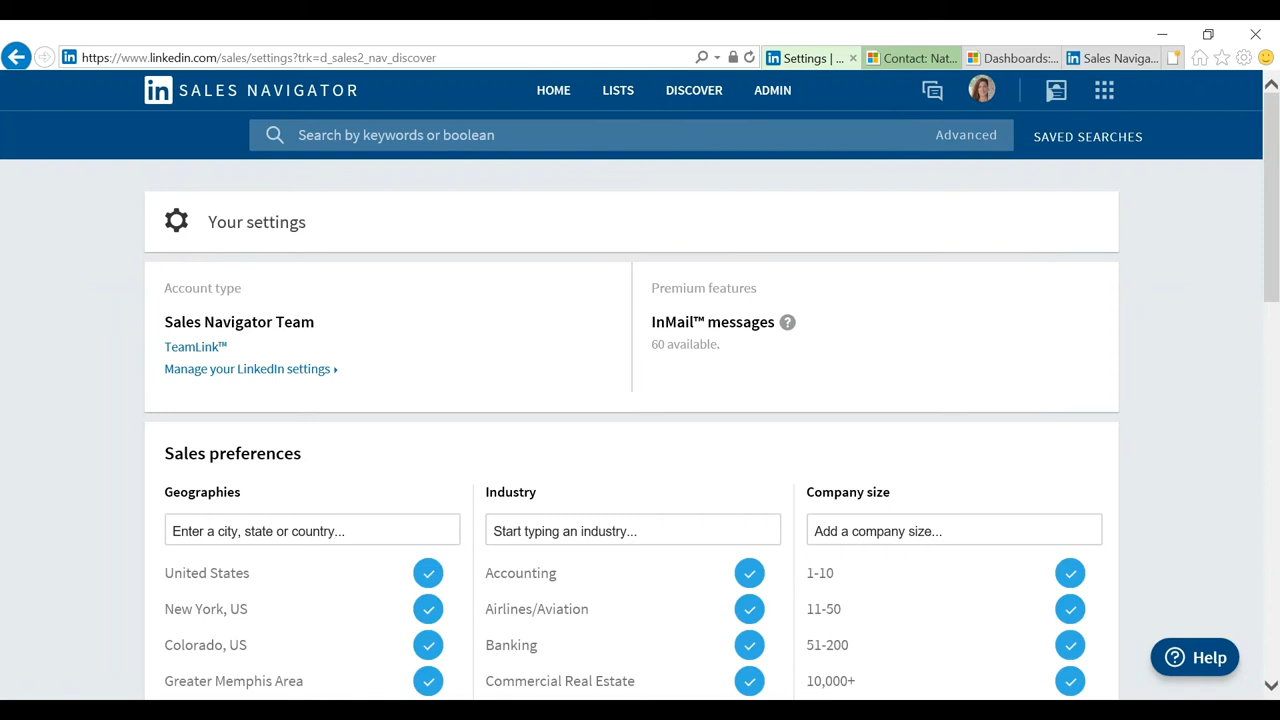 https://www.linkedin.com/sales/settings?trk=d_sales2_nav_discover
Settings | ...
Contact: Nat...
Dashboards:...
Sales Naviga...
in SALES NAVIGATOR
HOME
LISTS
DISCOVER
ADMIN
Search by keywords or boolean
Advanced
SAVED SEARCHES
Your settings
Account type
Sales Navigator Team
TeamLink™
Manage your LinkedIn settings
Premium features
InMail™ messages ?
60 available.
Sales preferences
Geographies
Enter a city, state or country...
United States
New York, US
Colorado, US
Greater Memphis Area
Industry
Start typing an industry...
Accounting
Airlines/Aviation
Banking
Commercial Real Estate
Company size
Add a company size...
1-10
11-50
51-200
10,000+
? Help